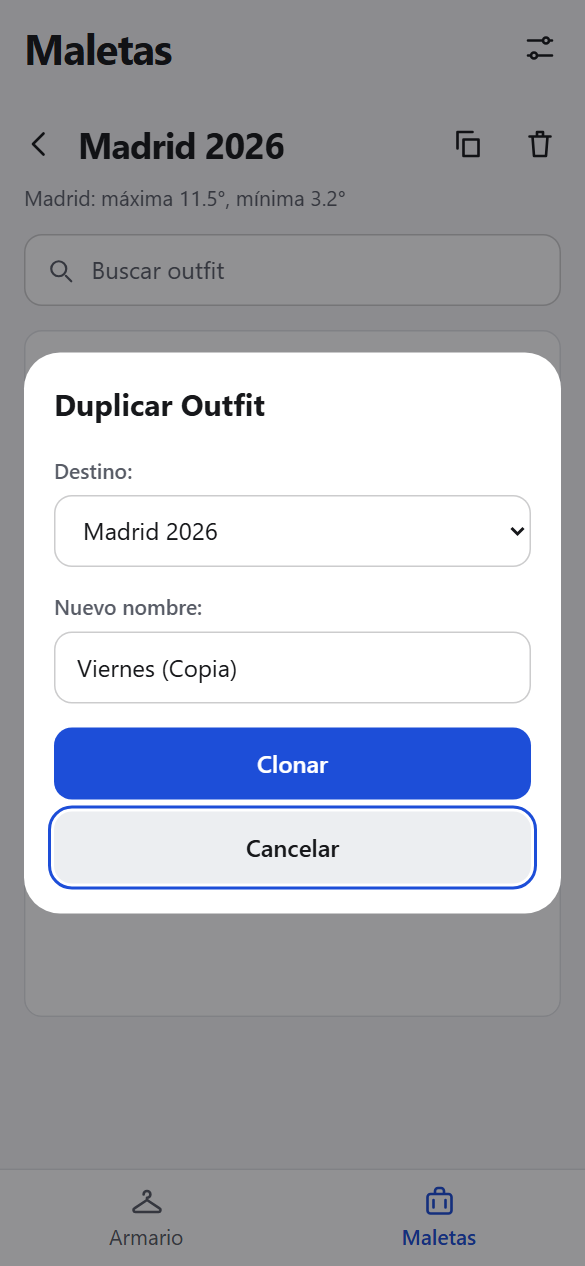 Maletas
Madrid 2026
Madrid: máxima 11.5°, mínima 3.2°
Buscar outfit
Duplicar Outfit
Destino:
Madrid 2026
Nuevo nombre:
Viernes (Copia)
Clonar
Cancelar
Armario
Maletas